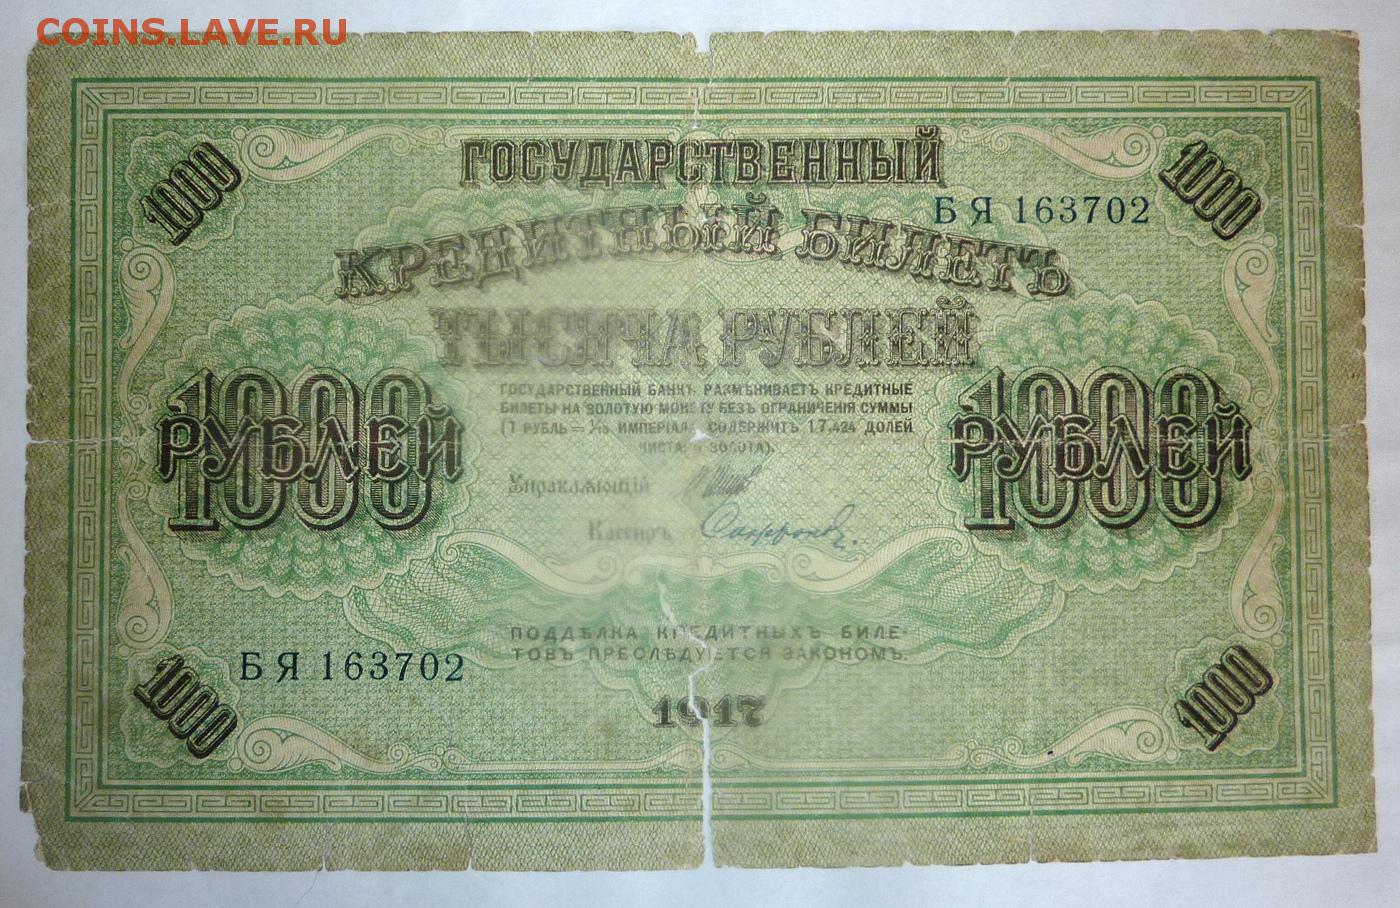 COINS.LAVE.RU
1000
1000
ГОСУДАРСТВЕННЫЙ
БЯ 163702
КРЕДИТНЫЙ БИЛЕТЪ
ТЫСЯЧА РУБЛЕЙ
ГОСУДАРСТВЕННЫЙ БАНКЪ РАЗМѢНИВАЕТЪ КРЕДИТНЫЕ
БИЛЕТЫ НА ЗОЛОТУЮ МОНЕТУ БЕЗЪ ОГРАНИЧЕНІЯ СУММЫ
(1 РУБЛЬ = 1/15 ИМПЕРІАЛА СОДЕРЖИТЪ 17,424 ДОЛЕЙ
ЧИСТАГО ЗОЛОТА).
1000
РУБЛЕЙ
1000
РУБЛЕЙ
Управляющій
Кассиръ Сафронов.
ПОДДѢЛКА КРЕДИТНЫХЪ БИЛЕ-
ТОВЪ ПРЕСЛѢДУЕТСЯ ЗАКОНОМЪ.
БЯ 163702
1917
1000
1000